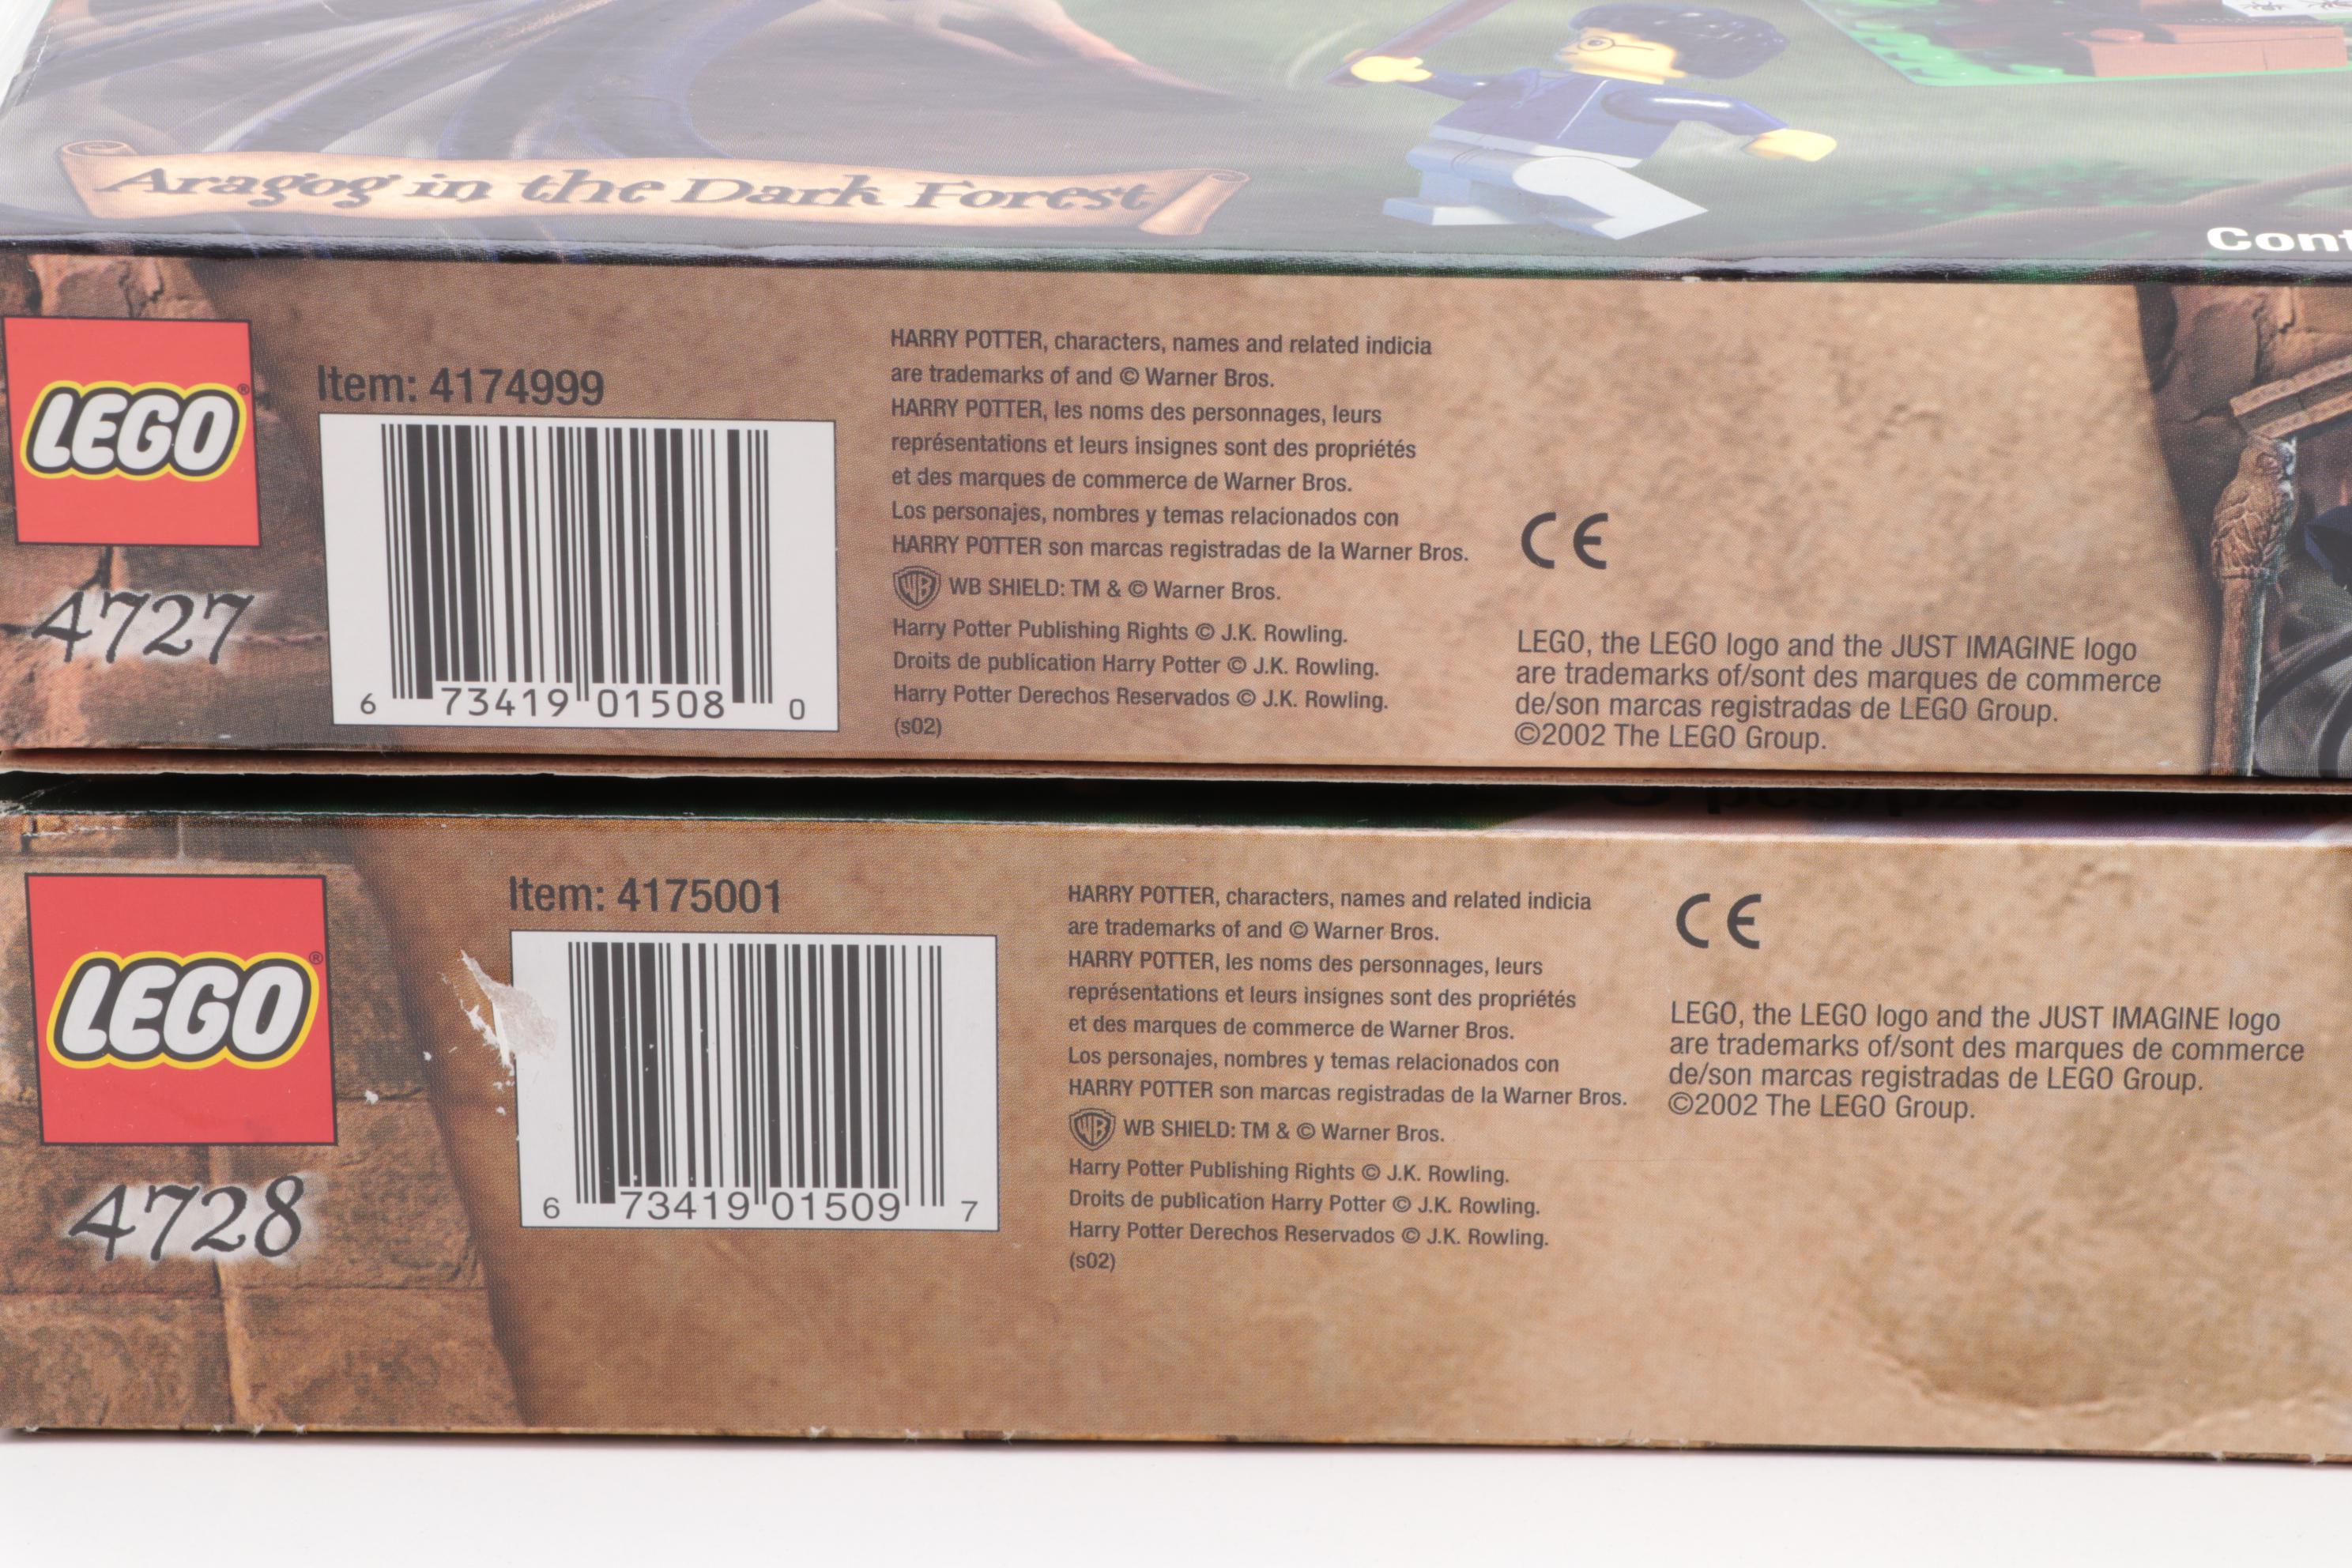 Aragog in the Dark Forest
LEGO®
4727
Item: 4174999
6 73419 01508 0
HARRY POTTER, characters, names and related indicia
are trademarks of and © Warner Bros.
HARRY POTTER, les noms des personnages, leurs
représentations et leurs insignes sont des propriétés
et des marques de commerce de Warner Bros.
Los personajes, nombres y temas relacionados con
HARRY POTTER son marcas registradas de la Warner Bros.
WB WB SHIELD: TM & © Warner Bros.
Harry Potter Publishing Rights © J.K. Rowling.
Droits de publication Harry Potter © J.K. Rowling.
Harry Potter Derechos Reservados © J.K. Rowling.
(s02)
CE
LEGO, the LEGO logo and the JUST IMAGINE logo
are trademarks of/sont des marques de commerce
de/son marcas registradas de LEGO Group.
©2002 The LEGO Group.
LEGO®
4728
Item: 4175001
6 73419 01509 7
HARRY POTTER, characters, names and related indicia
are trademarks of and © Warner Bros.
HARRY POTTER, les noms des personnages, leurs
représentations et leurs insignes sont des propriétés
et des marques de commerce de Warner Bros.
Los personajes, nombres y temas relacionados con
HARRY POTTER son marcas registradas de la Warner Bros.
WB WB SHIELD: TM & © Warner Bros.
Harry Potter Publishing Rights © J.K. Rowling.
Droits de publication Harry Potter © J.K. Rowling.
Harry Potter Derechos Reservados © J.K. Rowling.
(s02)
CE
LEGO, the LEGO logo and the JUST IMAGINE logo
are trademarks of/sont des marques de commerce
de/son marcas registradas de LEGO Group.
©2002 The LEGO Group.